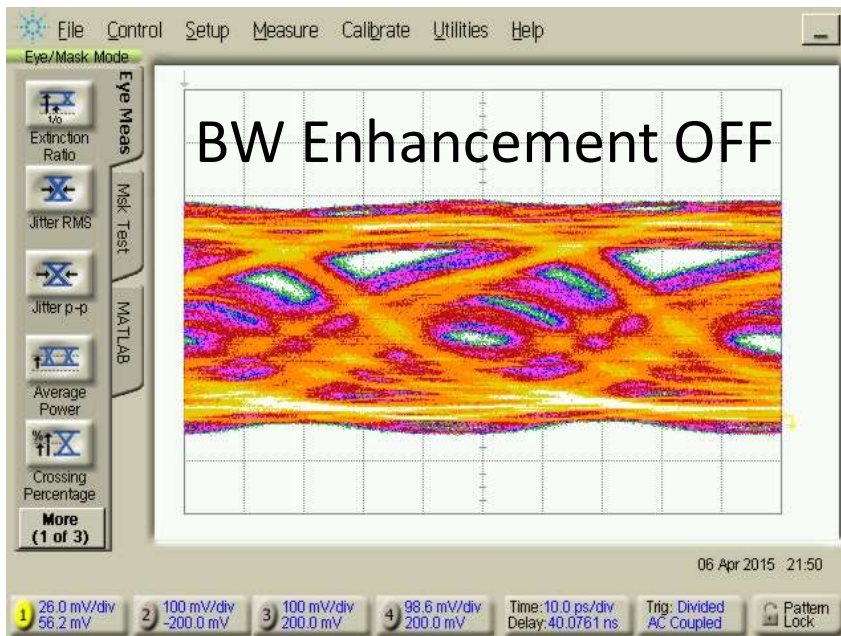 File Control Setup Measure Calibrate Utilities Help
Eye/Mask Mode
Eye Meas
Msk Test
MATLAB
Extinction
Ratio
Jitter RMS
Jitter p-p
Average
Power
Crossing
Percentage
More
(1 of 3)
BW Enhancement OFF
06 Apr 2015 21:50
1 26.0 mV/div
56.2 mV
2 100 mV/div
-200.0 mV
3 100 mV/div
200.0 mV
4 98.6 mV/div
200.0 mV
Time:10.0 ps/div
Delay:40.0761 ns
Trig: Divided
AC Coupled
Pattern
Lock